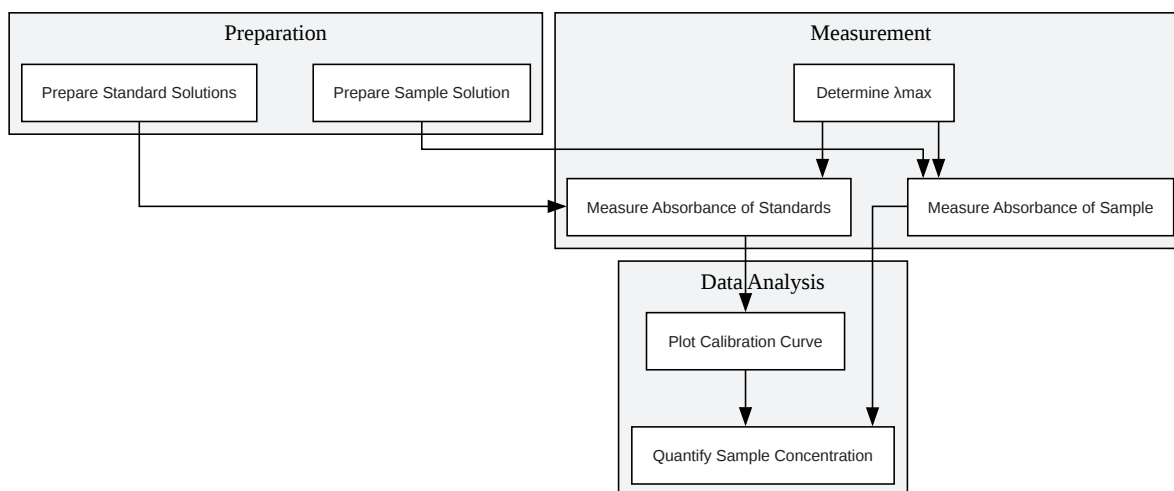 Preparation
Measurement
Prepare Standard Solutions
Prepare Sample Solution
Determine λmax
Measure Absorbance of Standards
Measure Absorbance of Sample
Data Analysis
Plot Calibration Curve
Quantify Sample Concentration